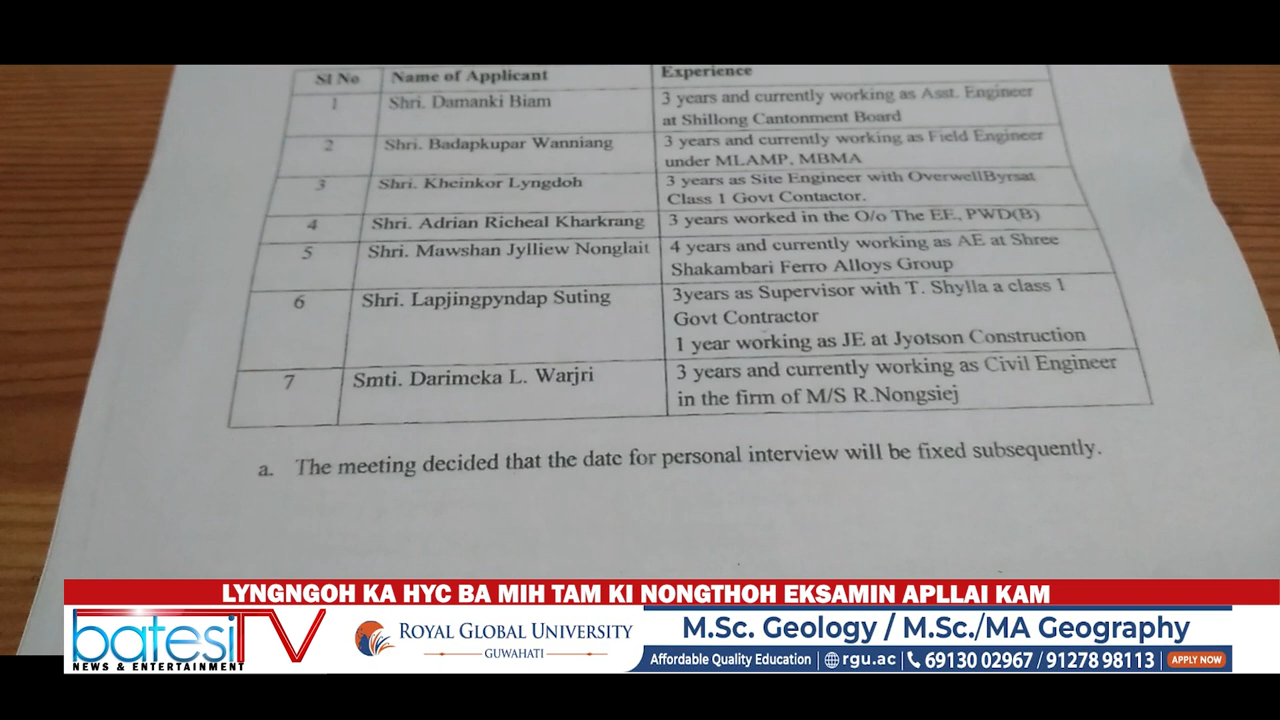 Sl No Name of Applicant Experience
1 Shri. Damanki Biam 3 years and currently working as Asst. Engineer
at Shillong Cantonment Board
2 Shri. Badapkupar Wanniang 3 years and currently working as Field Engineer
under MLAMP, MBMA
3 Shri. Kheinkor Lyngdoh 3 years as Site Engineer with OverwellByrsat
Class 1 Govt Contactor.
4 Shri. Adrian Richeal Kharkrang 3 years worked in the O/o The EE, PWD(B)
5 Shri. Mawshan Jylliew Nonglait 4 years and currently working as AE at Shree
Shakambari Ferro Alloys Group
6 Shri. Lapjingpyndap Suting 3years as Supervisor with T. Shylla a class 1
Govt Contractor
1 year working as JE at Jyotson Construction
7 Smti. Darimeka L. Warjri 3 years and currently working as Civil Engineer
in the firm of M/S R.Nongsiej
a. The meeting decided that the date for personal interview will be fixed subsequently.
LYNGNGOH KA HYC BA MIH TAM KI NONGTHOH EKSAMIN APLLAI KAM
batesi TV
NEWS & ENTERTAINMENT
ROYAL GLOBAL UNIVERSITY
GUWAHATI
M.Sc. Geology / M.Sc./MA Geography
Affordable Quality Education | rgu.ac | 69130 02967 / 91278 98113 | APPLY NOW